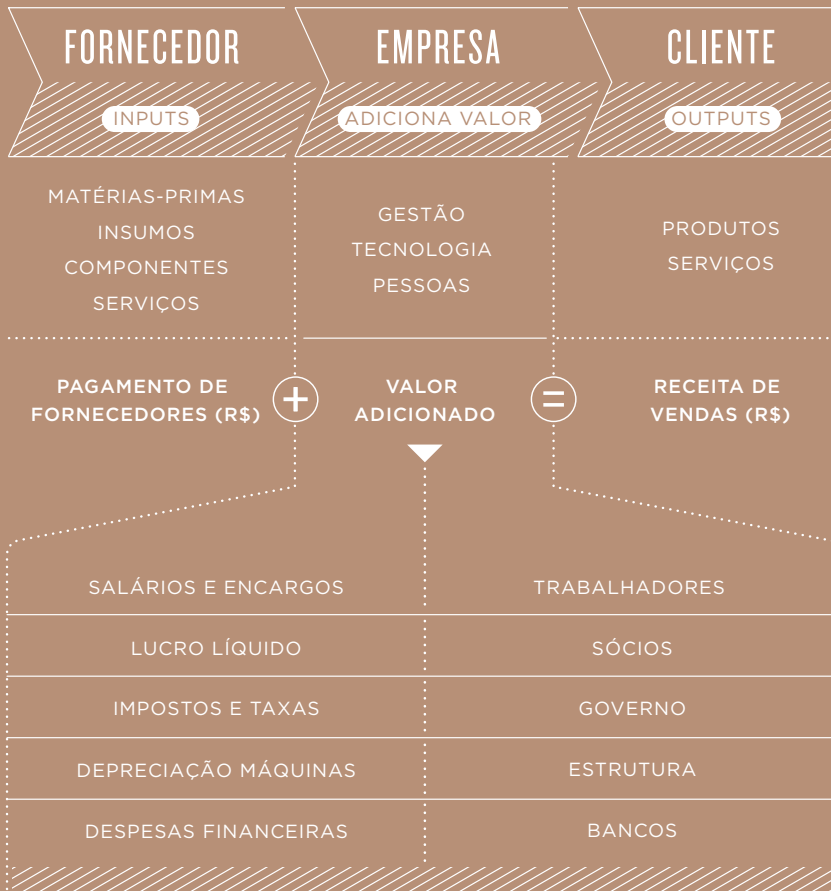 FORNECEDOR
INPUTS
MATÉRIAS-PRIMAS
INSUMOS
COMPONENTES
SERVIÇOS
EMPRESA
ADICIONA VALOR
GESTÃO
TECNOLOGIA
PESSOAS
CLIENTE
OUTPUTS
PRODUTOS
SERVIÇOS
PAGAMENTO DE
FORNECEDORES (R$)
+
VALOR
ADICIONADO
=
RECEITA DE
VENDAS (R$)
SALÁRIOS E ENCARGOS
TRABALHADORES
LUCRO LÍQUIDO
SÓCIOS
IMPOSTOS E TAXAS
GOVERNO
DEPRECIAÇÃO MÁQUINAS
ESTRUTURA
DESPESAS FINANCEIRAS
BANCOS